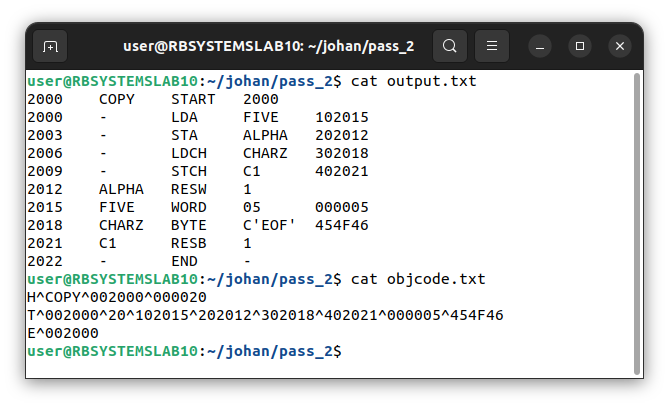 user@RBSYSTEMSLAB10: ~/johan/pass_2
user@RBSYSTEMSLAB10:~/johan/pass_2$ cat output.txt
2000    COPY    START   2000
2000    -       LDA     FIVE    102015
2003    -       STA     ALPHA   202012
2006    -       LDCH    CHARZ   302018
2009    -       STCH    C1      402021
2012    ALPHA   RESW    1
2015    FIVE    WORD    05      000005
2018    CHARZ   BYTE    C'EOF'  454F46
2021    C1      RESB    1
2022    -       END     -
user@RBSYSTEMSLAB10:~/johan/pass_2$ cat objcode.txt
H^COPY^002000^000020
T^002000^20^102015^202012^302018^402021^000005^454F46
E^002000
user@RBSYSTEMSLAB10:~/johan/pass_2$